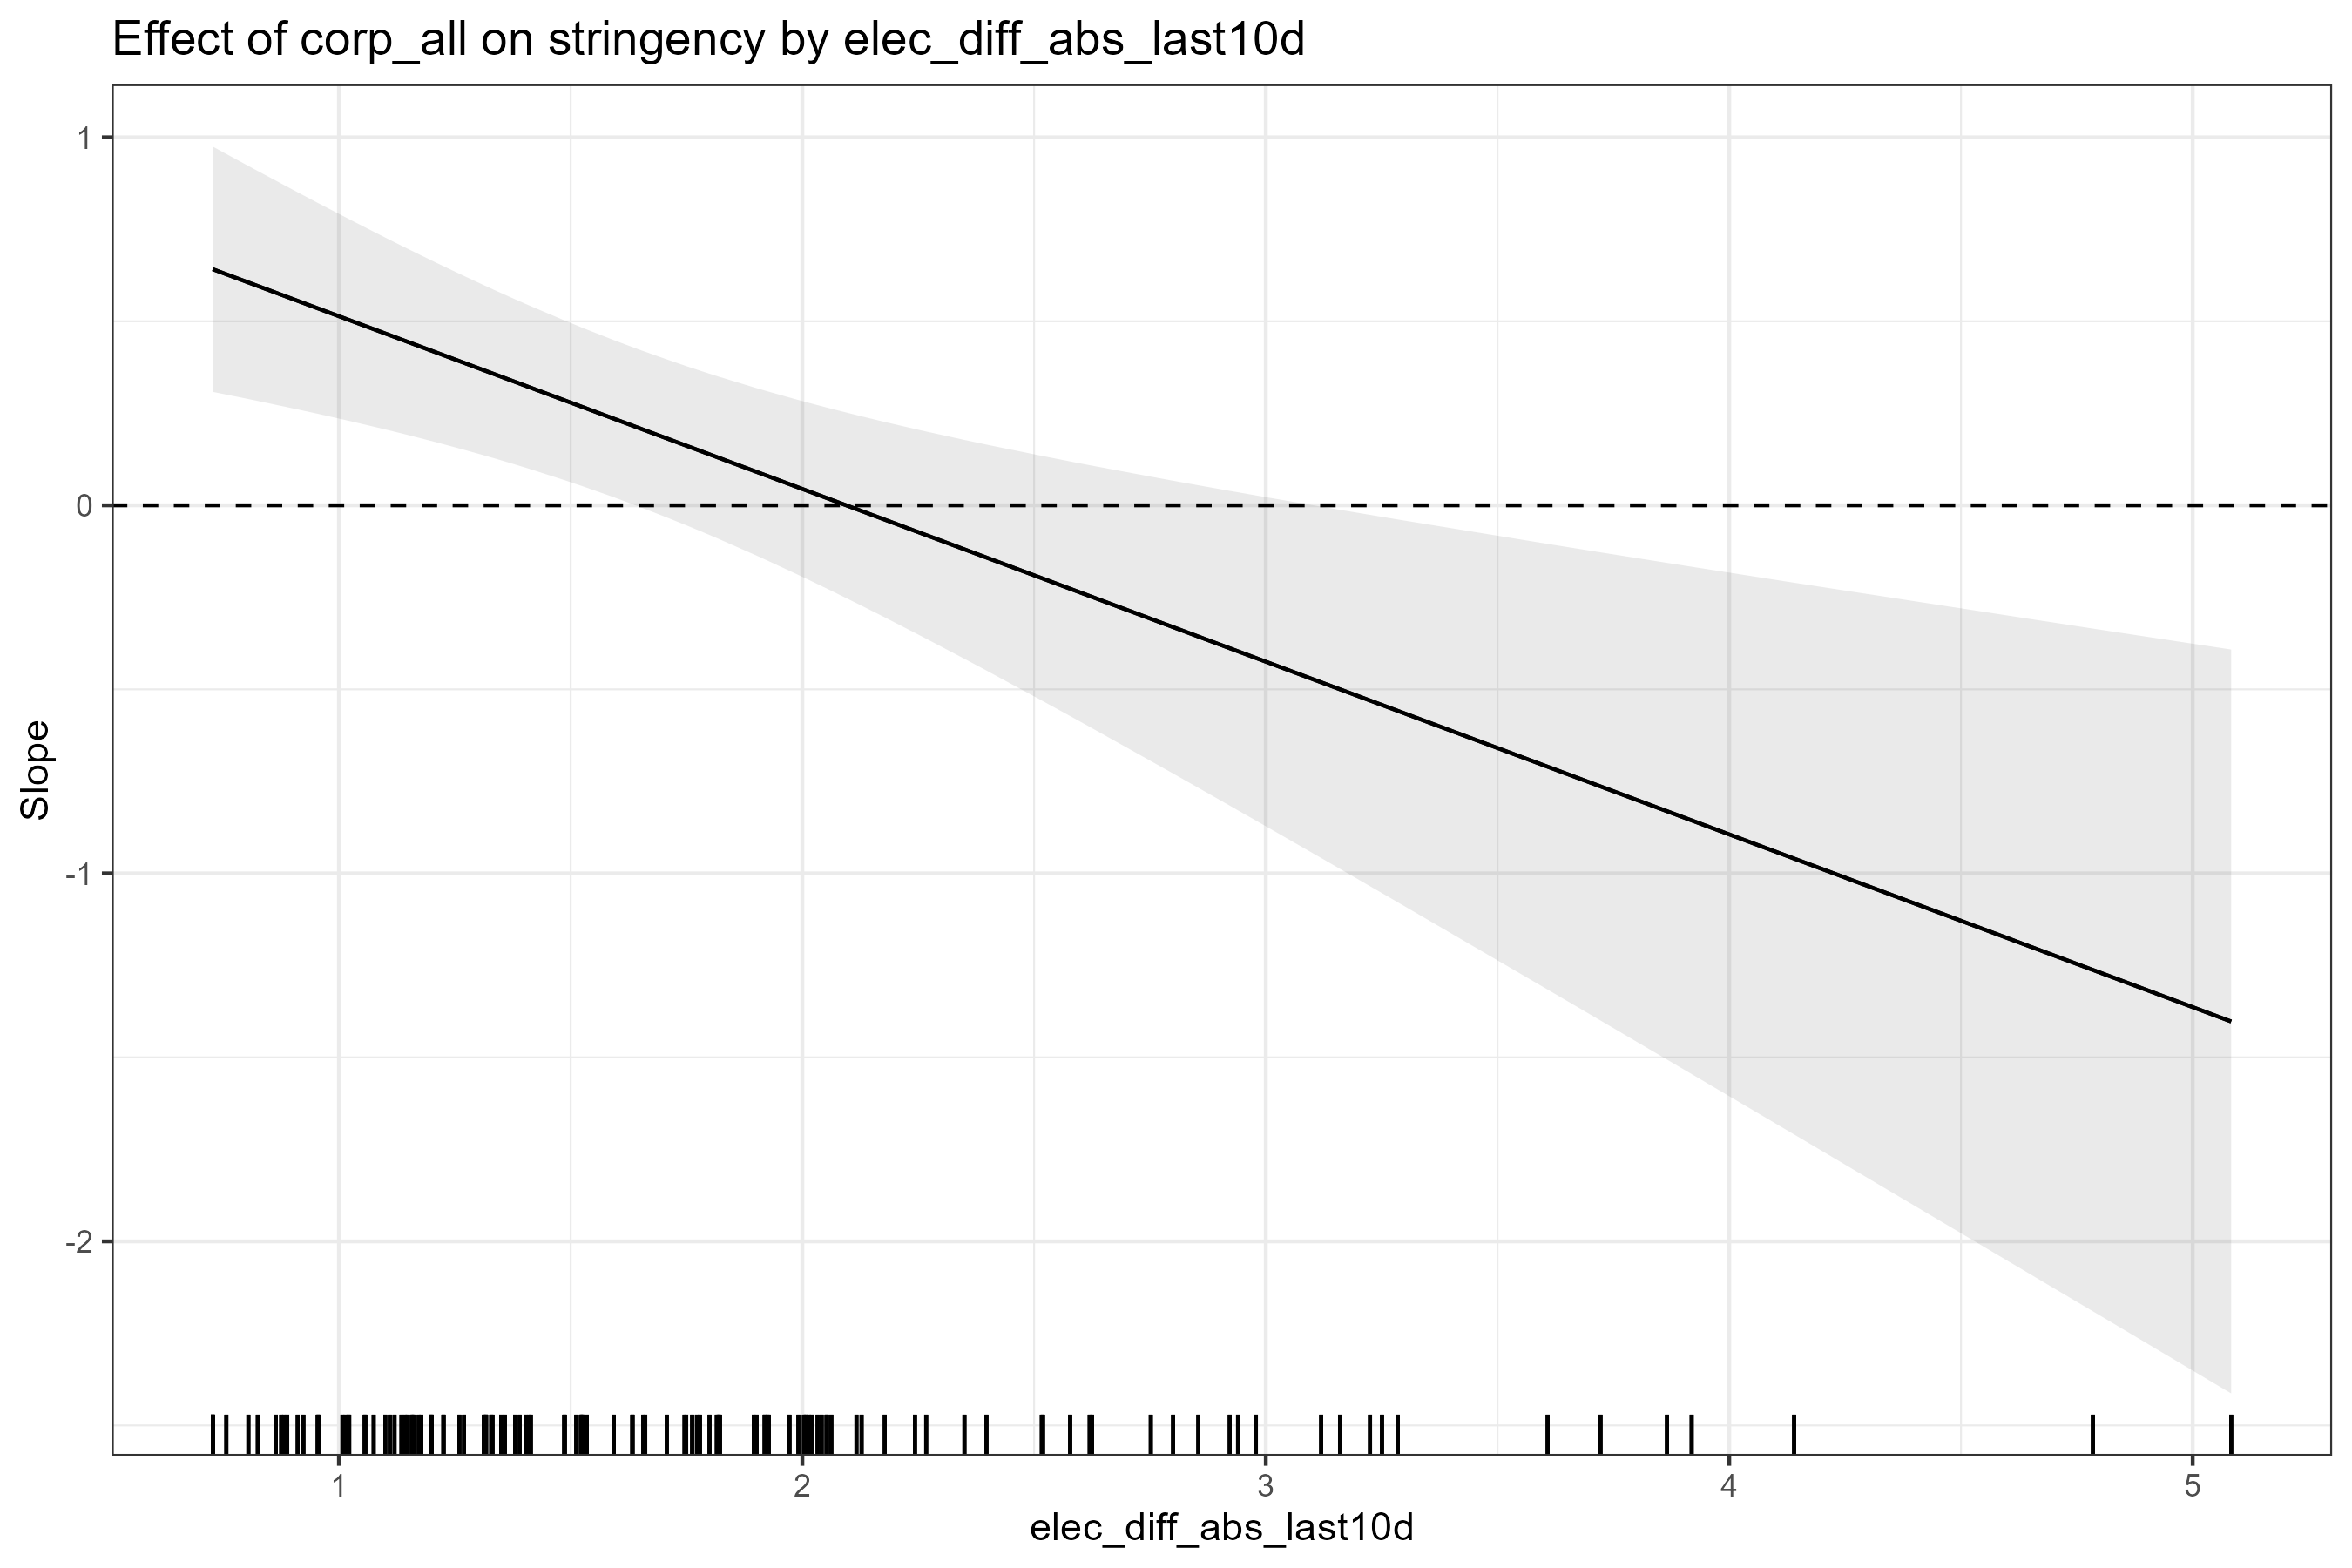 Effect of corp_all on stringency by elec_diff_abs_last10d
1
0
-1
-2
Slope
1 2 3 4 5
elec_diff_abs_last10d